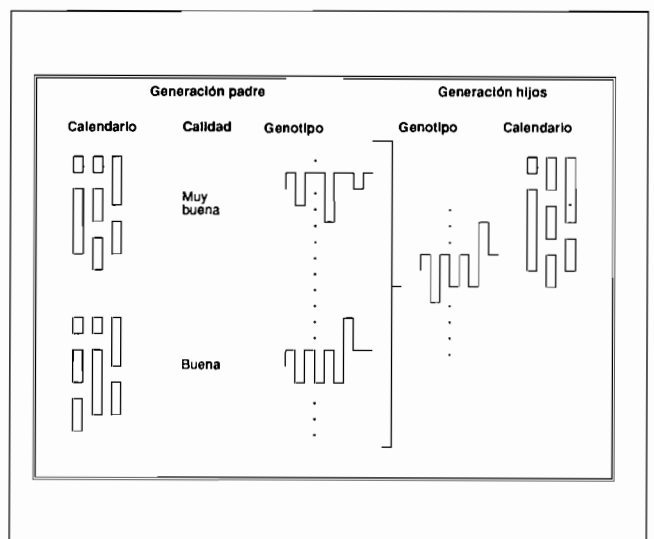 Generación padre
Generación hijos
Calendario Calidad Genotipo
Genotipo Calendario
Muy
buena
Buena